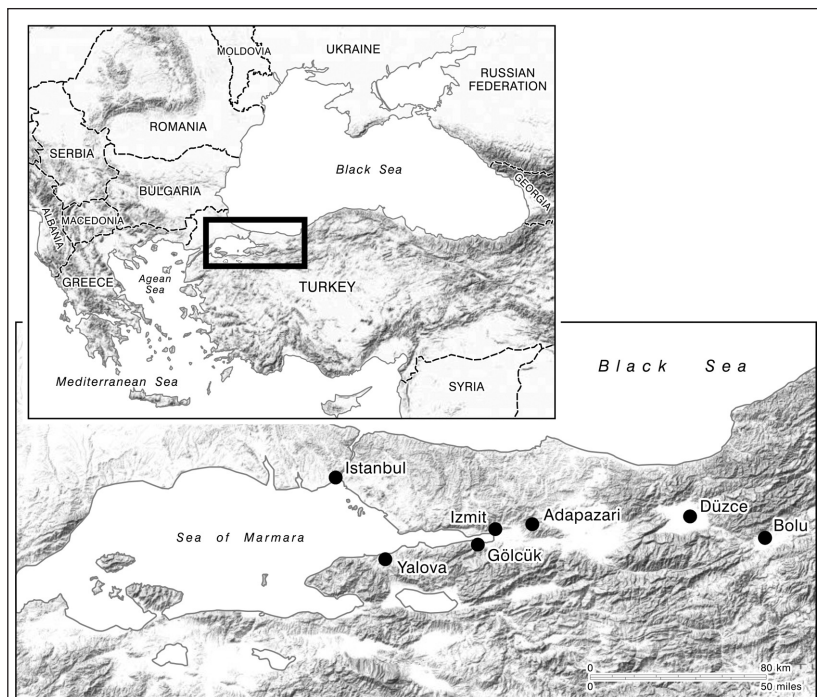 MOLDOVIA
UKRAINE
RUSSIAN
FEDERATION
ROMANIA
SERBIA
Black Sea
GEORGIA
BULGARIA
ALBANIA
MACEDONIA
GREECE
Agean
Sea
TURKEY
Mediterranean Sea
SYRIA
Black Sea
Istanbul
Sea of Marmara
Izmit
Adapazari
Düzce
Bolu
Gölcük
Yalova
0 80 km
0 50 miles